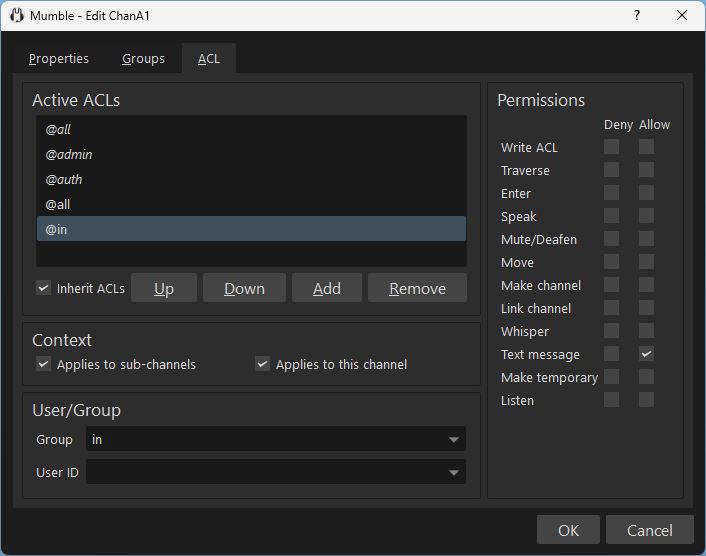 Mumble - Edit ChanA1
?
Properties Groups ACL
Active ACLs
@all
@admin
@auth
@all
@in
Inherit ACLs Up Down Add Remove
Context
Applies to sub-channels Applies to this channel
User/Group
Group in
User ID
Permissions
Deny Allow
Write ACL
Traverse
Enter
Speak
Mute/Deafen
Move
Make channel
Link channel
Whisper
Text message
Make temporary
Listen
OK Cancel